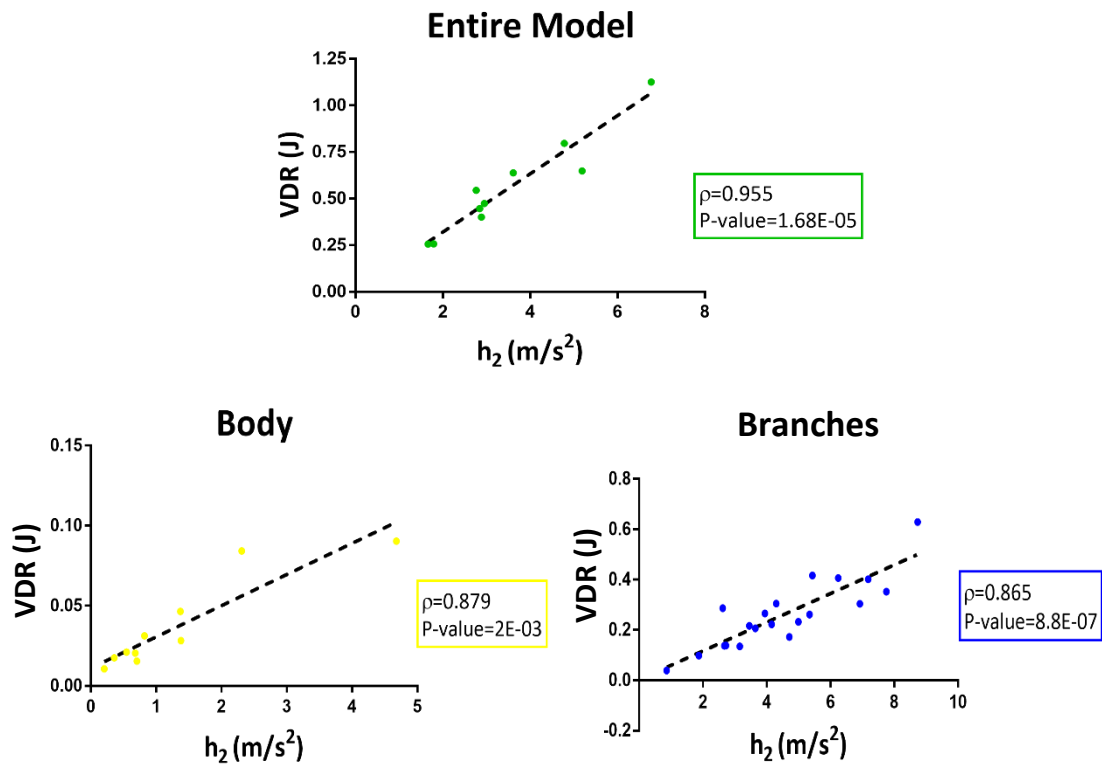 Entire Model
1.25
1.00
0.75
0.50
0.25
0.00
VDR (J)
0 2 4 6 8
h₂ (m/s²)
ρ=0.955
P-value=1.68E-05
Body
0.15
0.10
0.05
0.00
VDR (J)
0 1 2 3 4 5
h₂ (m/s²)
ρ=0.879
P-value=2E-03
Branches
0.8
0.6
0.4
0.2
0.0
-0.2
VDR (J)
2 4 6 8 10
h₂ (m/s²)
ρ=0.865
P-value=8.8E-07